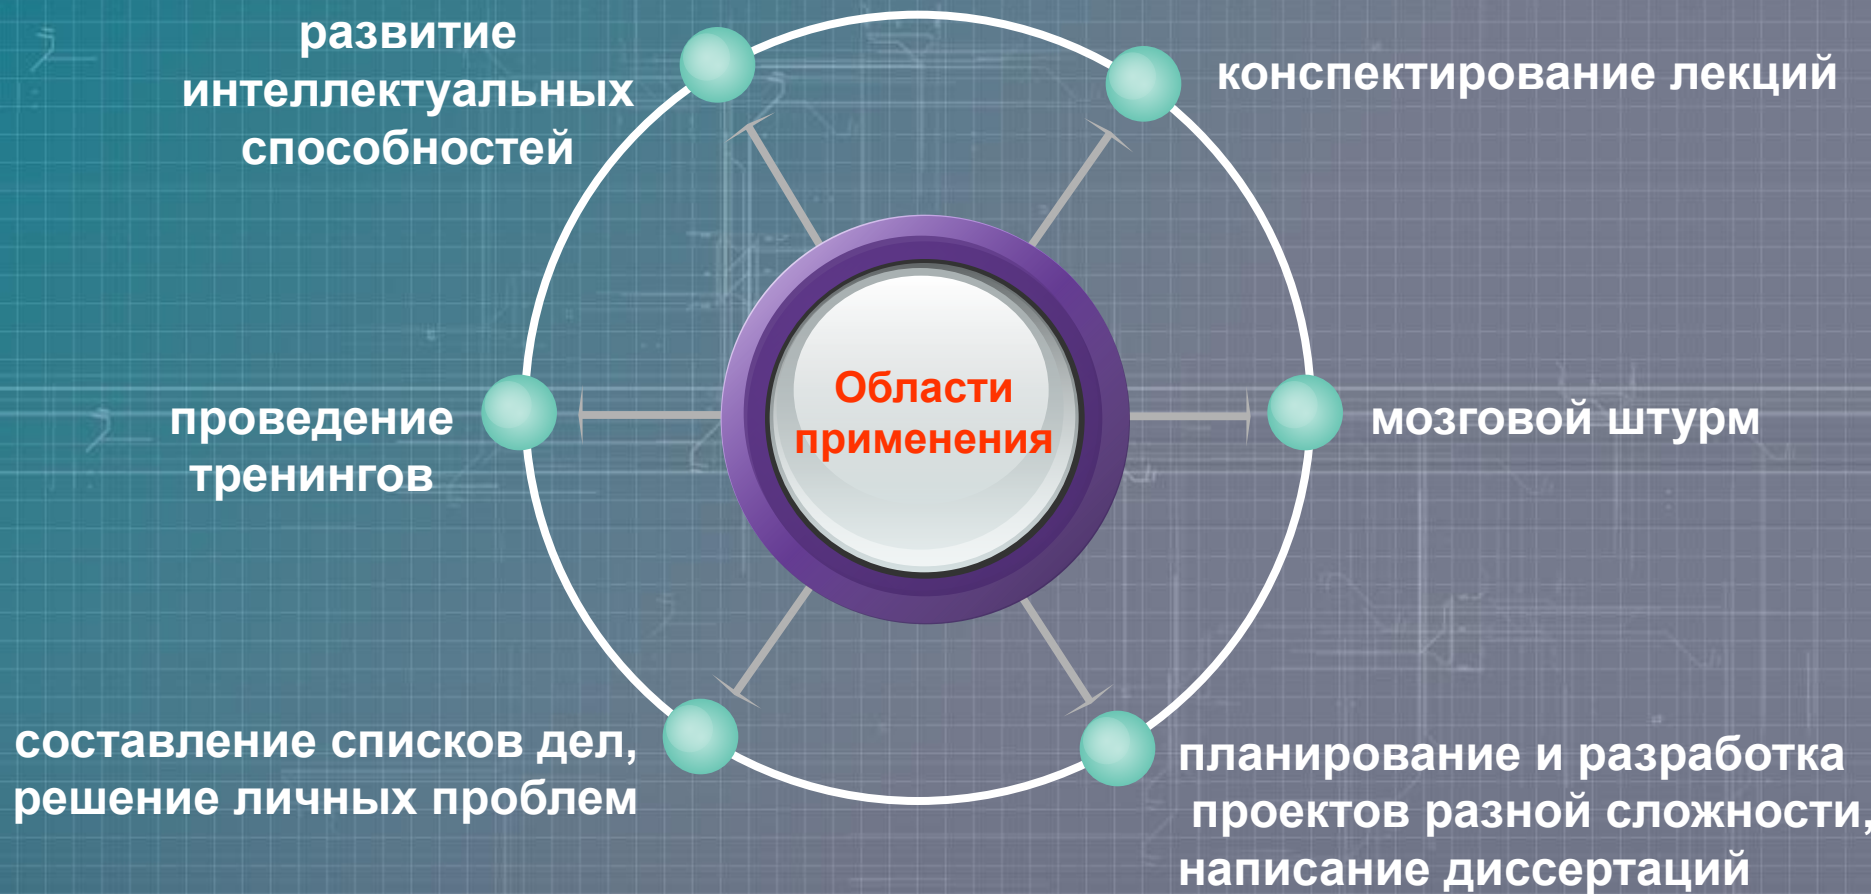 развитие
интеллектуальных
способностей
конспектирование лекций
Области
применения
проведение
тренингов
мозговой штурм
составление списков дел,
решение личных проблем
планирование и разработка
проектов разной сложности,
написание диссертаций